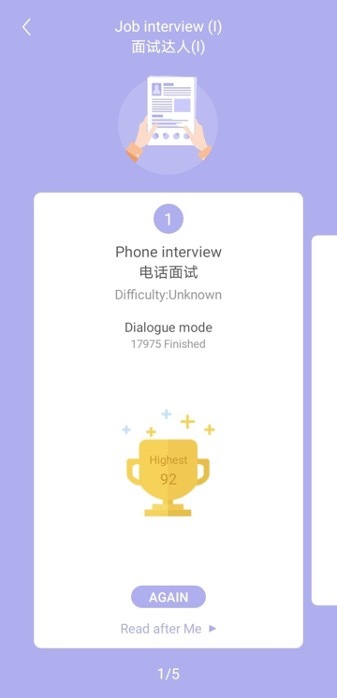 Job interview (I)
面试达人(I)
1
Phone interview
电话面试
Difficulty:Unknown
Dialogue mode
17975 Finished
Highest
92
AGAIN
Read after Me
1/5